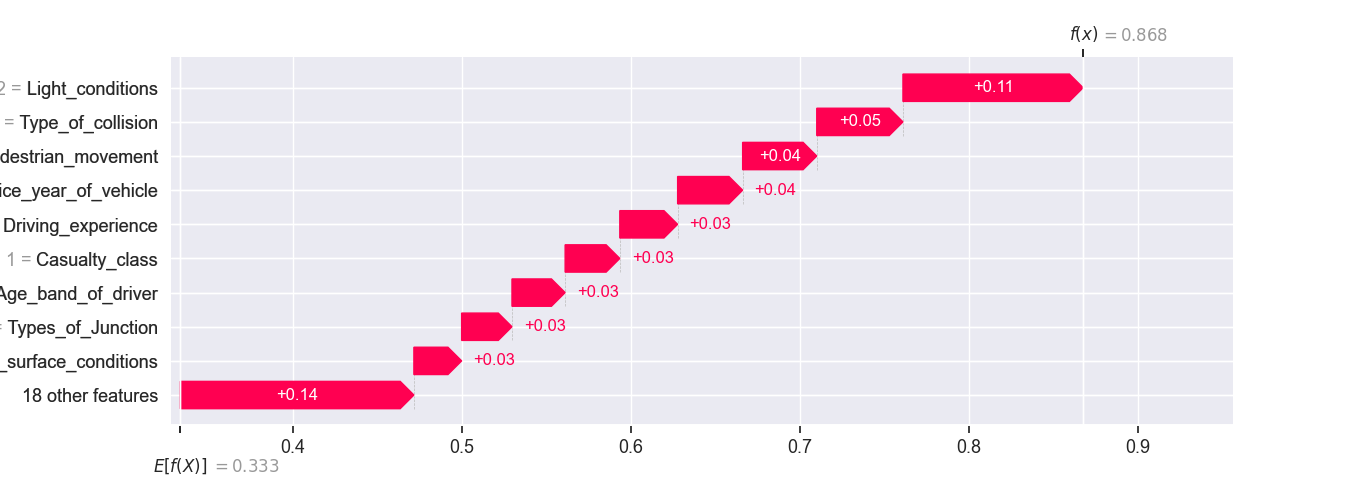 f(x) = 0.868
2 = Light_conditions +0.11
= Type_of_collision +0.05
destrian_movement +0.04
ice_year_of_vehicle +0.04
Driving_experience +0.03
1 = Casualty_class +0.03
Age_band_of_driver +0.03
= Types_of_Junction +0.03
_surface_conditions +0.03
18 other features +0.14
0.4 0.5 0.6 0.7 0.8 0.9
E[f(X)] = 0.333